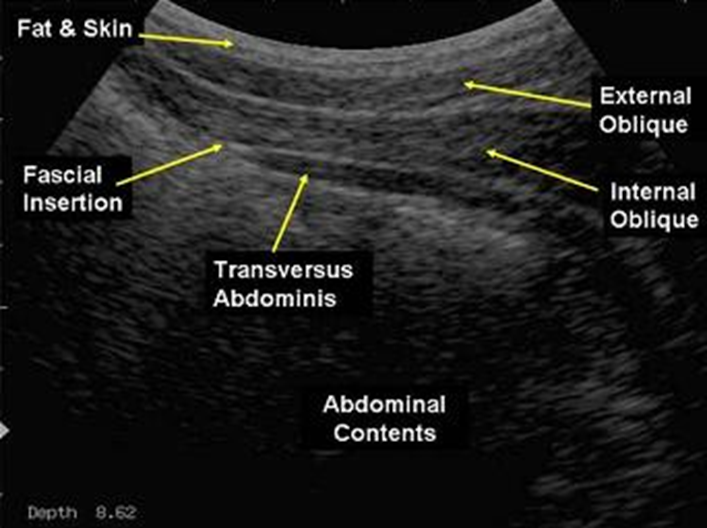 Fat & Skin
External
Oblique
Fascial
Insertion
Internal
Oblique
Transversus
Abdominis
Abdominal
Contents
Depth 8.62